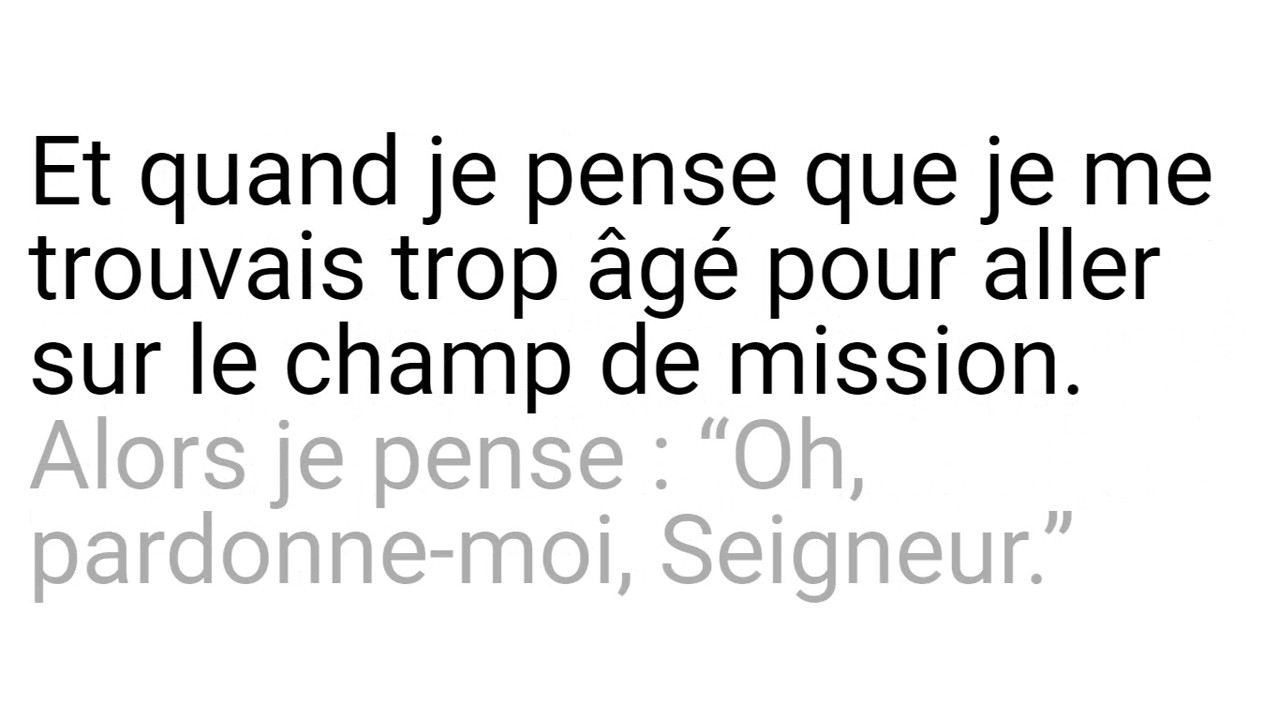 Et quand je pense que je me
trouvais trop âgé pour aller
sur le champ de mission.
Alors je pense : “Oh,
pardonne-moi, Seigneur.”